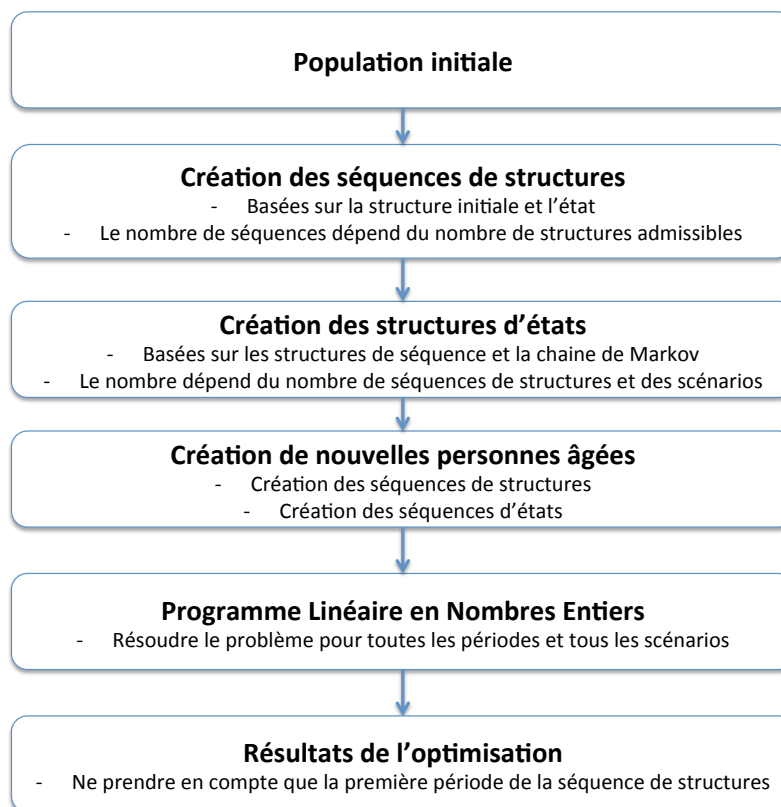 Population initiale
Création des séquences de structures
- Basées sur la structure initiale et l'état
- Le nombre de séquences dépend du nombre de structures admissibles
Création des structures d'états
- Basées sur les structures de séquence et la chaine de Markov
- Le nombre dépend du nombre de séquences de structures et des scénarios
Création de nouvelles personnes âgées
- Création des séquences de structures
- Création des séquences d'états
Programme Linéaire en Nombres Entiers
- Résoudre le problème pour toutes les périodes et tous les scénarios
Résultats de l'optimisation
- Ne prendre en compte que la première période de la séquence de structures